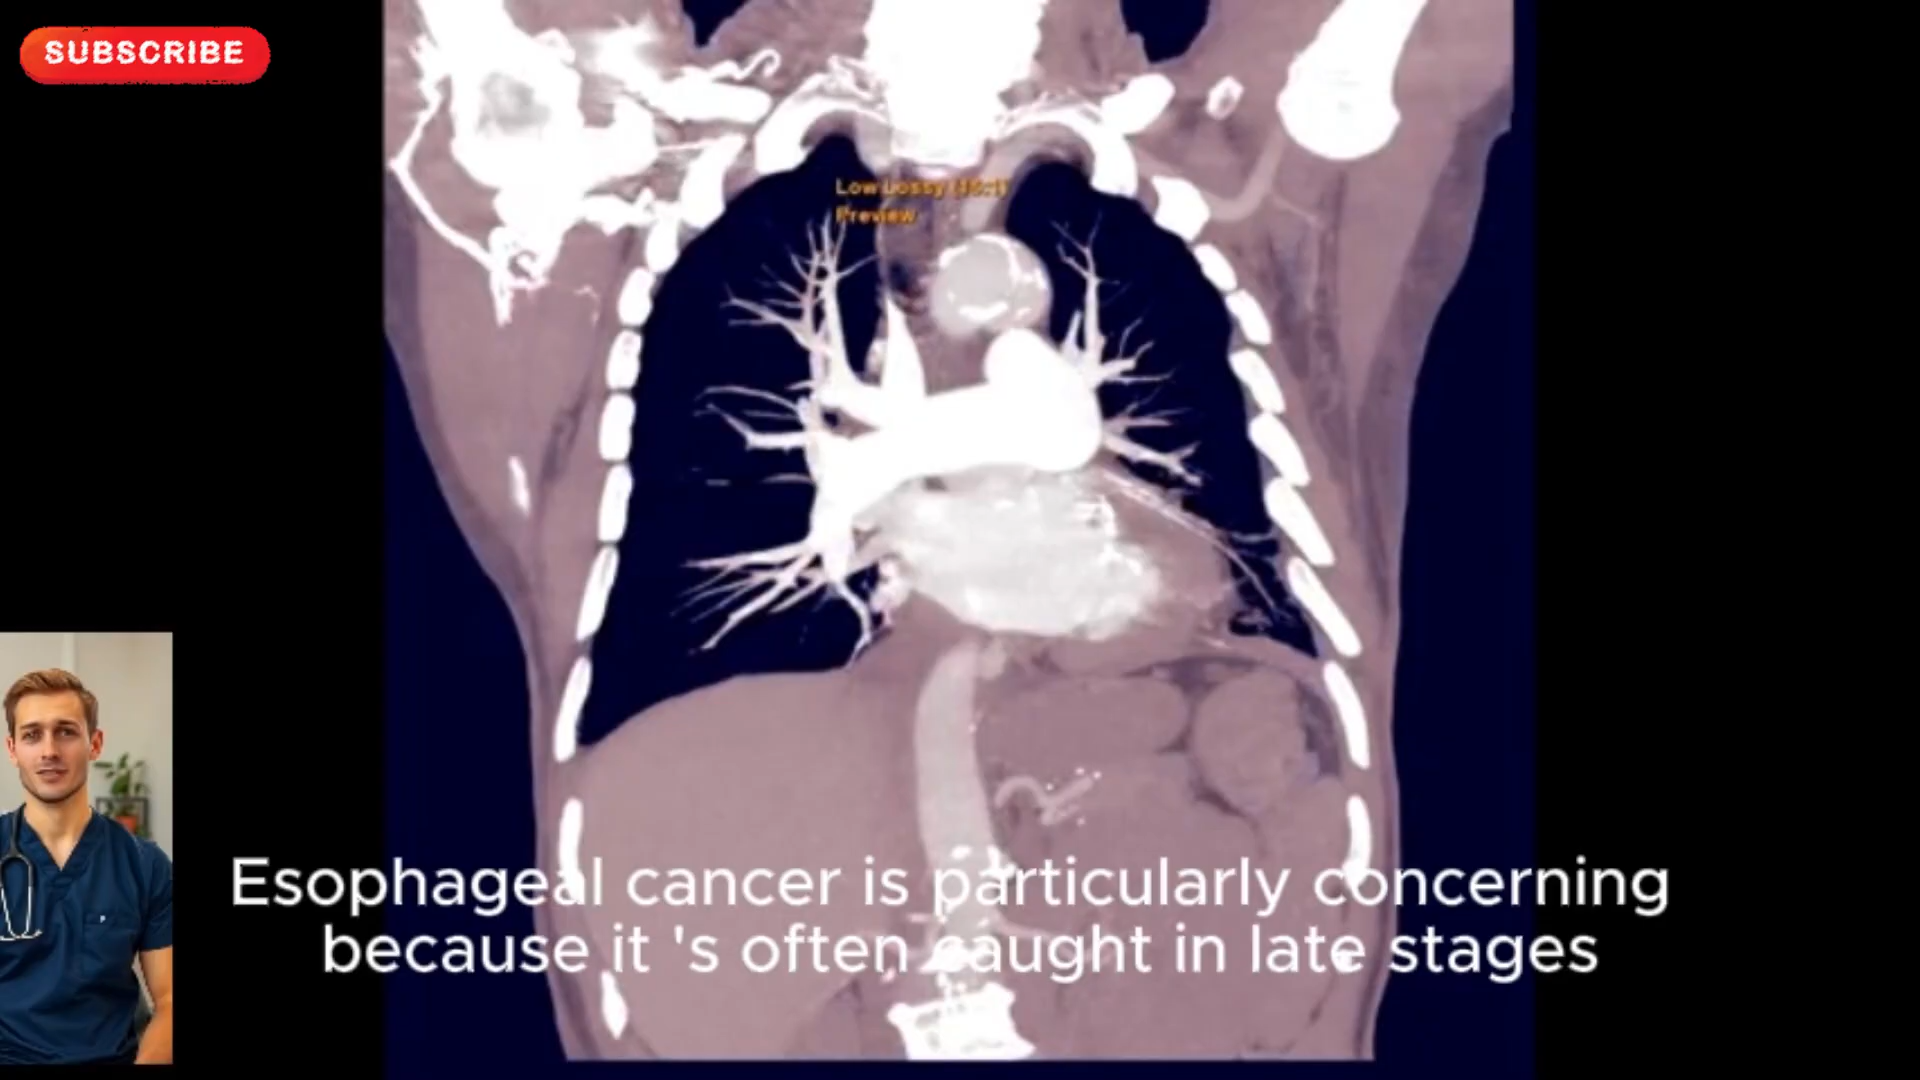 SUBSCRIBE
Low Lossy
Preview
Esophageal cancer is particularly concerning
because it 's often caught in late stages